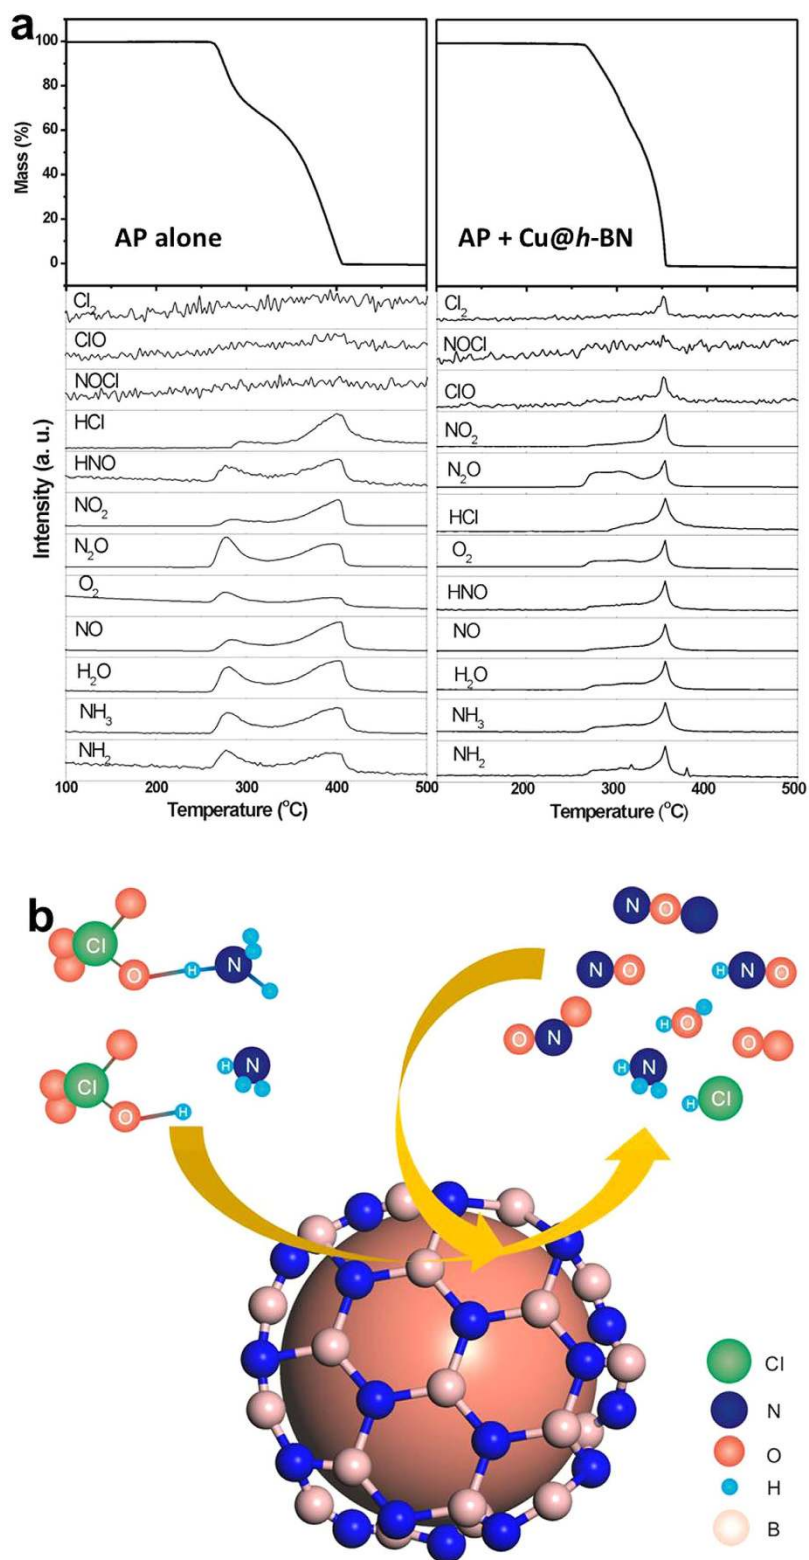 a
100
80
60
40
20
0
Mass (%)
AP alone
AP + Cu@h-BN
Intensity (a. u.)
Cl₂
ClO
NOCl
HCl
HNO
NO₂
N₂O
O₂
NO
H₂O
NH₃
NH₂
100 200 300 400 500
Temperature (°C)
Cl₂
NOCl
ClO
NO₂
N₂O
HCl
O₂
HNO
NO
H₂O
NH₃
NH₂
200 300 400 500
Temperature (°C)
b
Cl
O
H
N
Cl
O
H
H
N
N
O
N
O
H
N
O
O
N
H
O
O
H
N
H
Cl
Cl
N
O
H
B